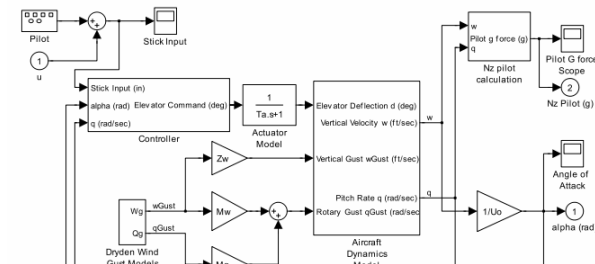 Pilot
Stick Input
1
u
Stick Input (in)
alpha (rad)
Elevator Command (deg)
q (rad/sec)
Controller
1
Ta.s+1
Actuator
Model
Elevator Deflection d (deg)
Vertical Velocity w (ft/sec)
Vertical Gust wGust (ft/sec)
Pitch Rate q (rad/sec)
Rotary Gust qGust (rad/sec
Aircraft
Dynamics
w
q
w
Pilot g force (g)
q
Nz pilot
calculation
Pilot G force
Scope
2
Nz Pilot (g)
Angle of
Attack
1/Uo
1
alpha (rad
Zw
Mw
Wg
wGust
Qg
qGust
Dryden Wind
Gust Models